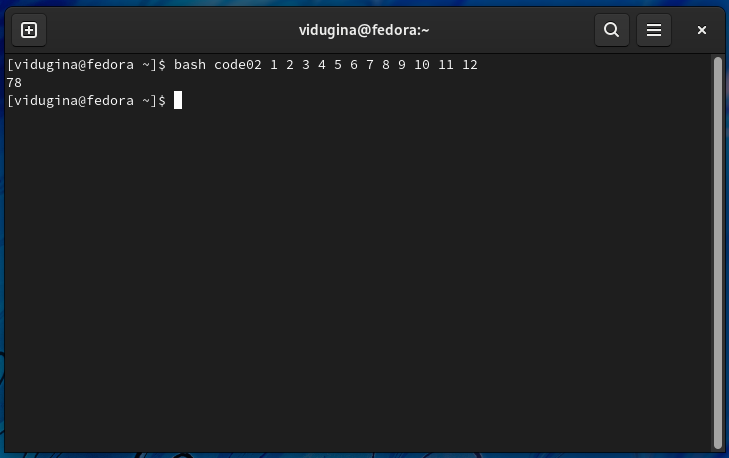 vidugina@fedora:~
[vidugina@fedora ~]$ bash code02 1 2 3 4 5 6 7 8 9 10 11 12
78
[vidugina@fedora ~]$